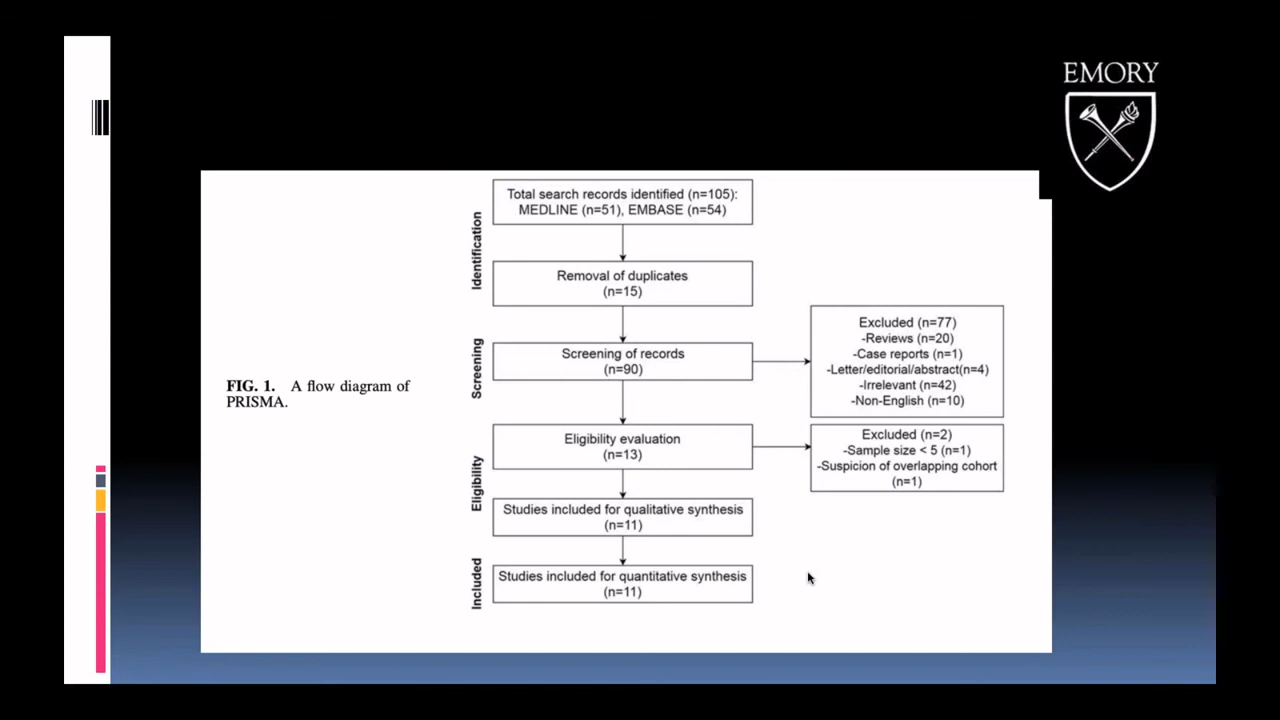 EMORY
Total search records identified (n=105):
MEDLINE (n=51), EMBASE (n=54)
Identification
Removal of duplicates
(n=15)
Screening
Screening of records
(n=90)
Excluded (n=77)
-Reviews (n=20)
-Case reports (n=1)
-Letter/editorial/abstract(n=4)
-Irrelevant (n=42)
-Non-English (n=10)
FIG. 1. A flow diagram of
PRISMA.
Eligibility
Eligibility evaluation
(n=13)
Excluded (n=2)
-Sample size < 5 (n=1)
-Suspicion of overlapping cohort
(n=1)
Studies included for qualitative synthesis
(n=11)
Included
Studies included for quantitative synthesis
(n=11)